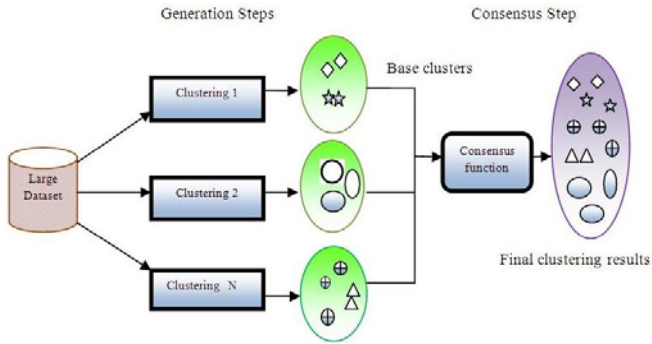 Generation Steps
Consensus Step
Clustering 1
Base clusters
Large
Dataset
Clustering 2
Consensus
function
Clustering N
Final clustering results